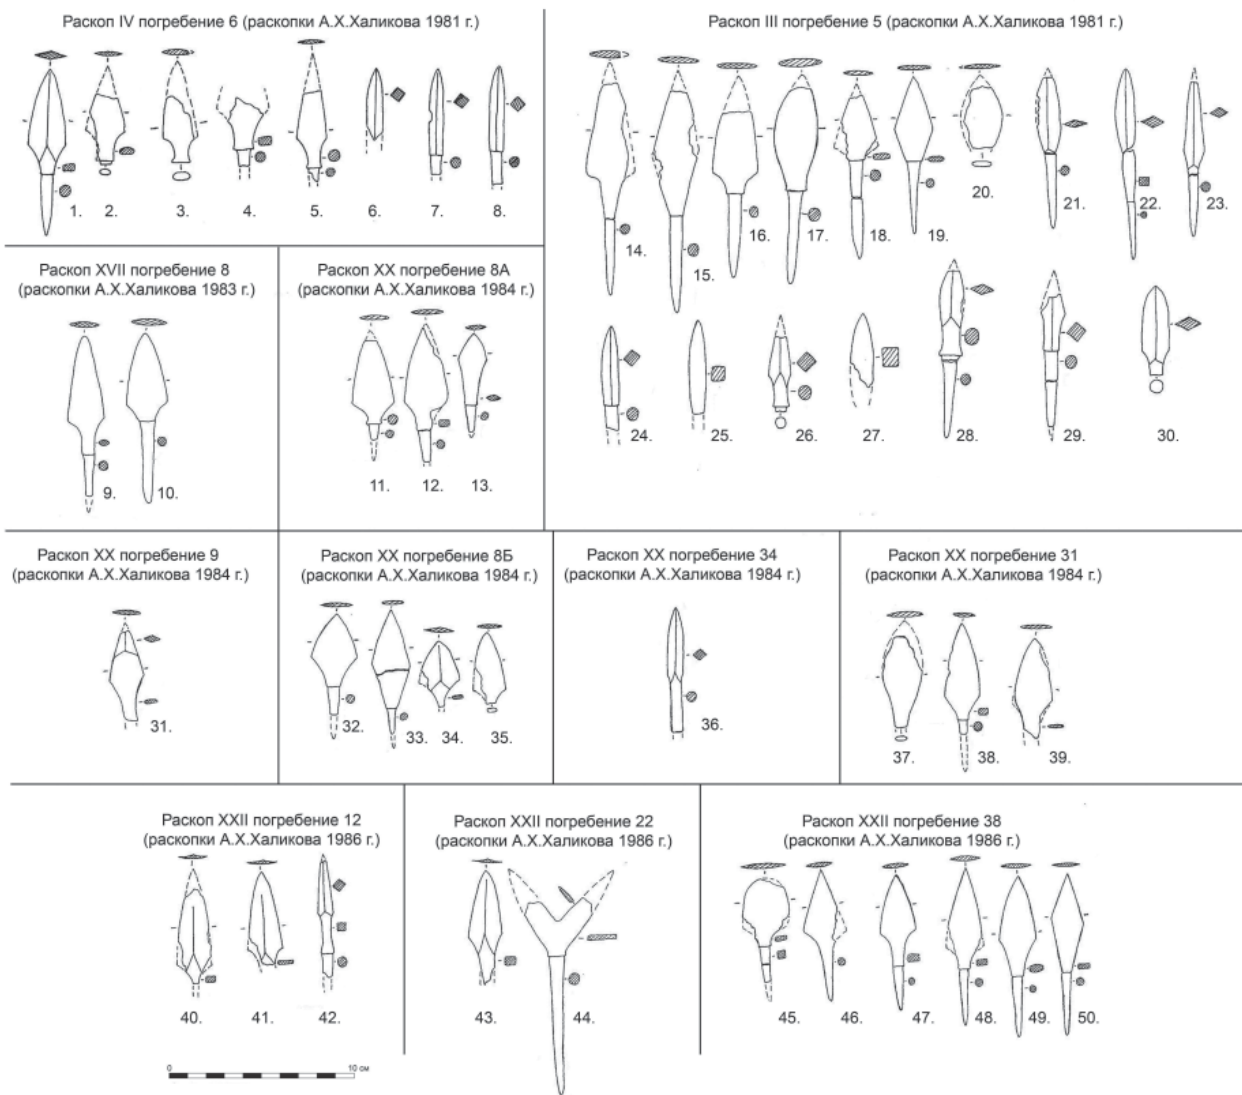 Раскоп IV погребение 6 (раскопки А.Х.Халикова 1981 г.)
1. 2. 3. 4. 5. 6. 7. 8.
Раскоп III погребение 5 (раскопки А.Х.Халикова 1981 г.)
14. 15. 16. 17. 18. 19. 20. 21. 22. 23.
24. 25. 26. 27. 28. 29. 30.
Раскоп XVII погребение 8
(раскопки А.Х.Халикова 1983 г.)
9. 10.
Раскоп XX погребение 8А
(раскопки А.Х.Халикова 1984 г.)
11. 12. 13.
Раскоп XX погребение 9
(раскопки А.Х.Халикова 1984 г.)
31.
Раскоп XX погребение 8Б
(раскопки А.Х.Халикова 1984 г.)
32. 33. 34. 35.
Раскоп XX погребение 34
(раскопки А.Х.Халикова 1984 г.)
36.
Раскоп XX погребение 31
(раскопки А.Х.Халикова 1984 г.)
37. 38. 39.
Раскоп XXII погребение 12
(раскопки А.Х.Халикова 1986 г.)
40. 41. 42.
Раскоп XXII погребение 22
(раскопки А.Х.Халикова 1986 г.)
43. 44.
Раскоп XXII погребение 38
(раскопки А.Х.Халикова 1986 г.)
45. 46. 47. 48. 49. 50.
0 10 см